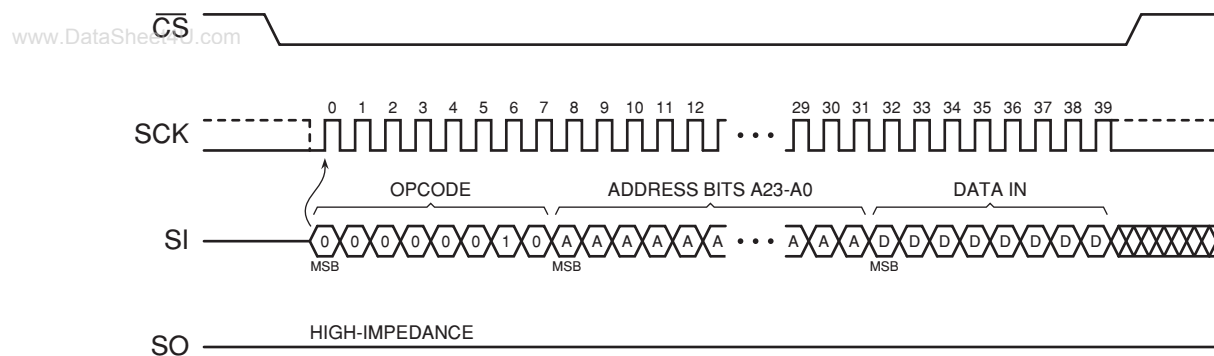 CS
www.DataSheet4U.com
0 1 2 3 4 5 6 7 8 9 10 11 12 29 30 31 32 33 34 35 36 37 38 39
SCK
OPCODE ADDRESS BITS A23-A0 DATA IN
SI 0 0 0 0 0 0 1 0 A A A A A A A A A D D D D D D D D
MSB MSB MSB
HIGH-IMPEDANCE
SO